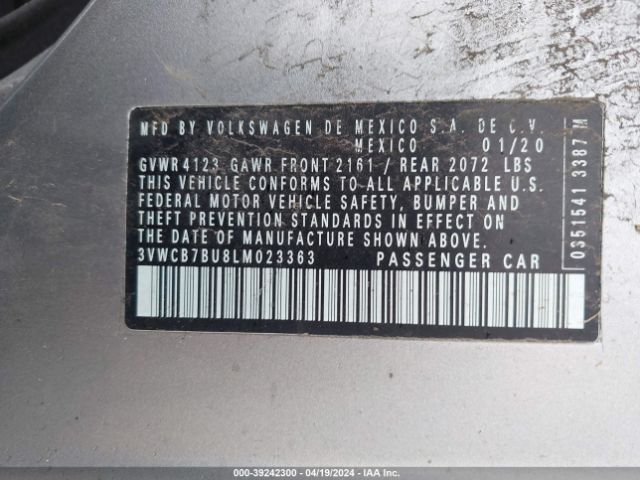 MFD BY VOLKSWAGEN DE MEXICO S.A. DE C.V.
MEXICO 01/20
GVWR 4123 GAWR FRONT 2161 / REAR 2072 LBS
THIS VEHICLE CONFORMS TO ALL APPLICABLE U.S.
FEDERAL MOTOR VEHICLE SAFETY, BUMPER AND
THEFT PREVENTION STANDARDS IN EFFECT ON
THE DATE OF MANUFACTURE SHOWN ABOVE.
3VWCB7BU8LM023363 PASSENGER CAR
0351541 3387 M
000-39242300 - 04/19/2024 - IAA Inc.